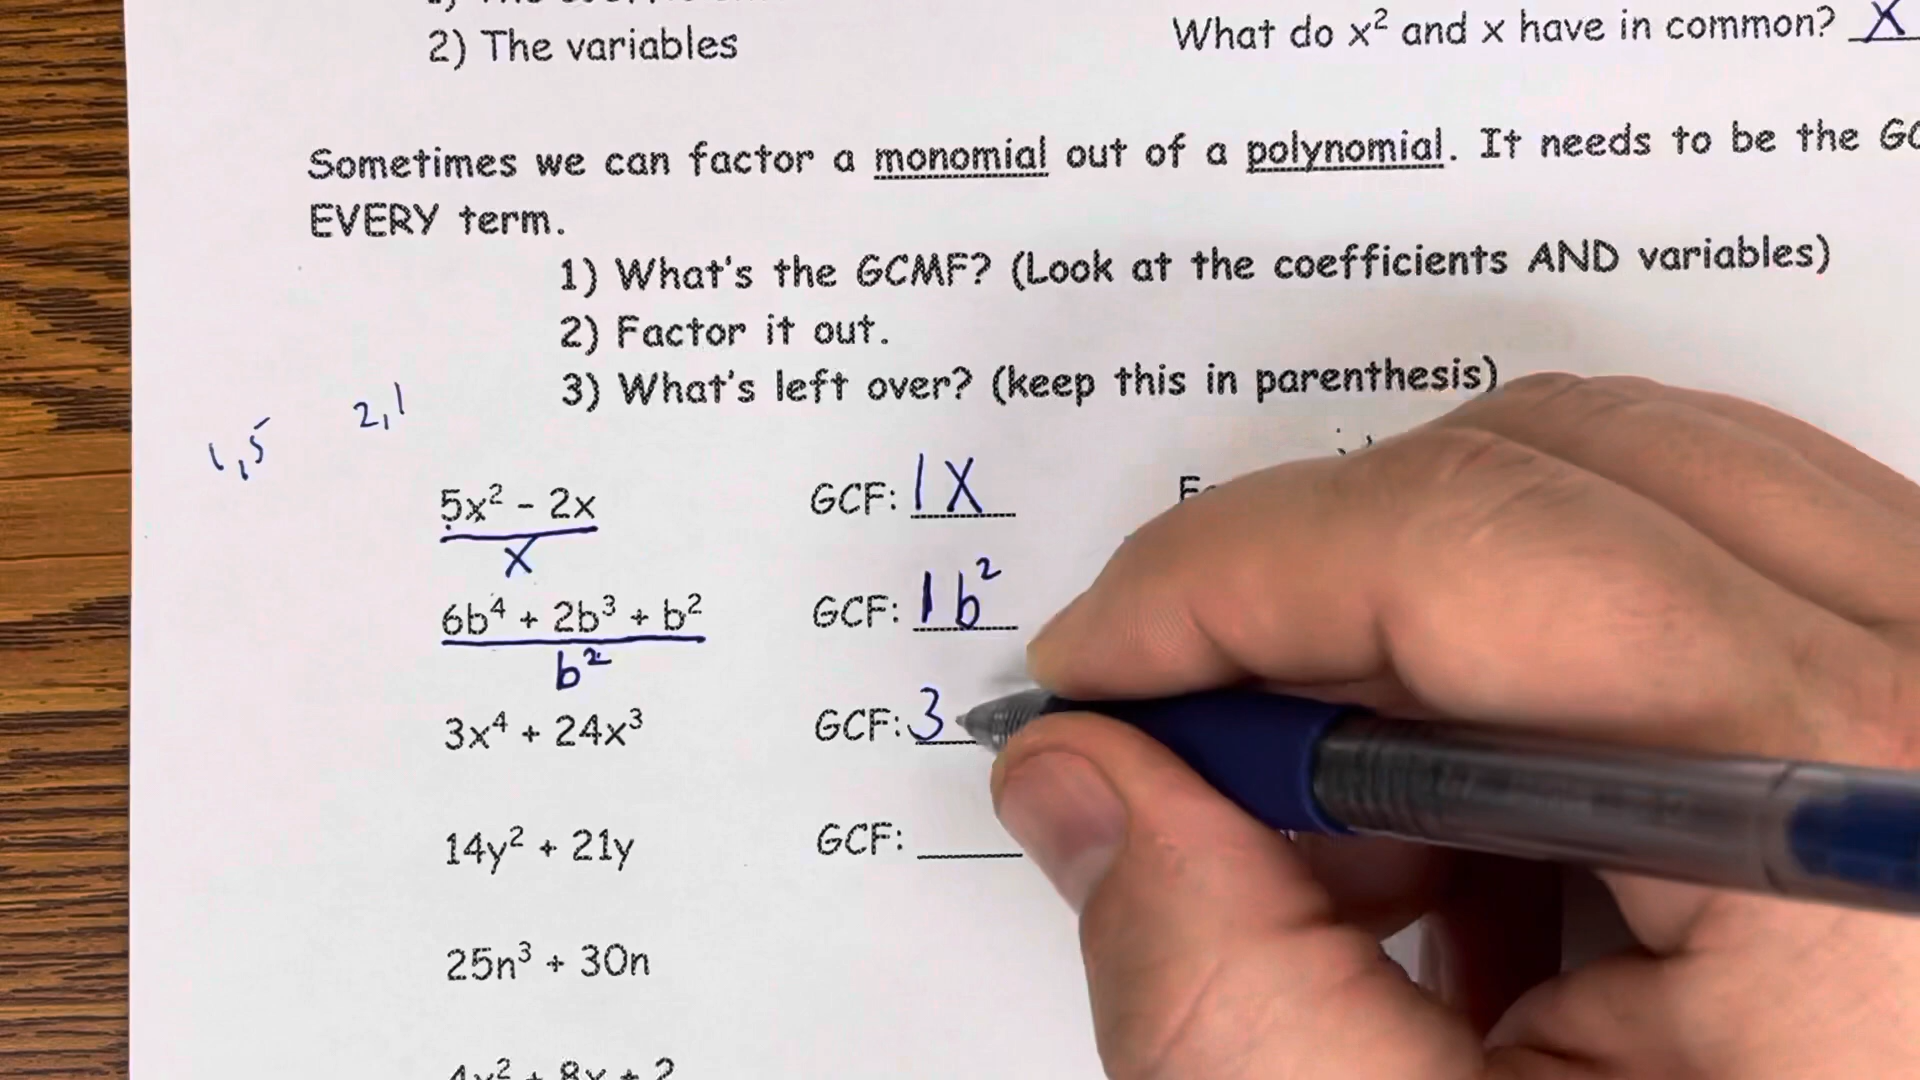 2) The variables
What do x² and x have in common? X
Sometimes we can factor a monomial out of a polynomial. It needs to be the
EVERY term.
1) What's the GCMF? (Look at the coefficients AND variables)
2) Factor it out.
3) What's left over? (keep this in parenthesis)
1,5 2,1
5x² - 2x GCF: 1X
X
6b⁴ + 2b³ + b² GCF: 1b²
b²
3x⁴ + 24x³ GCF: 3
14y² + 21y GCF: ____
25n³ + 30n